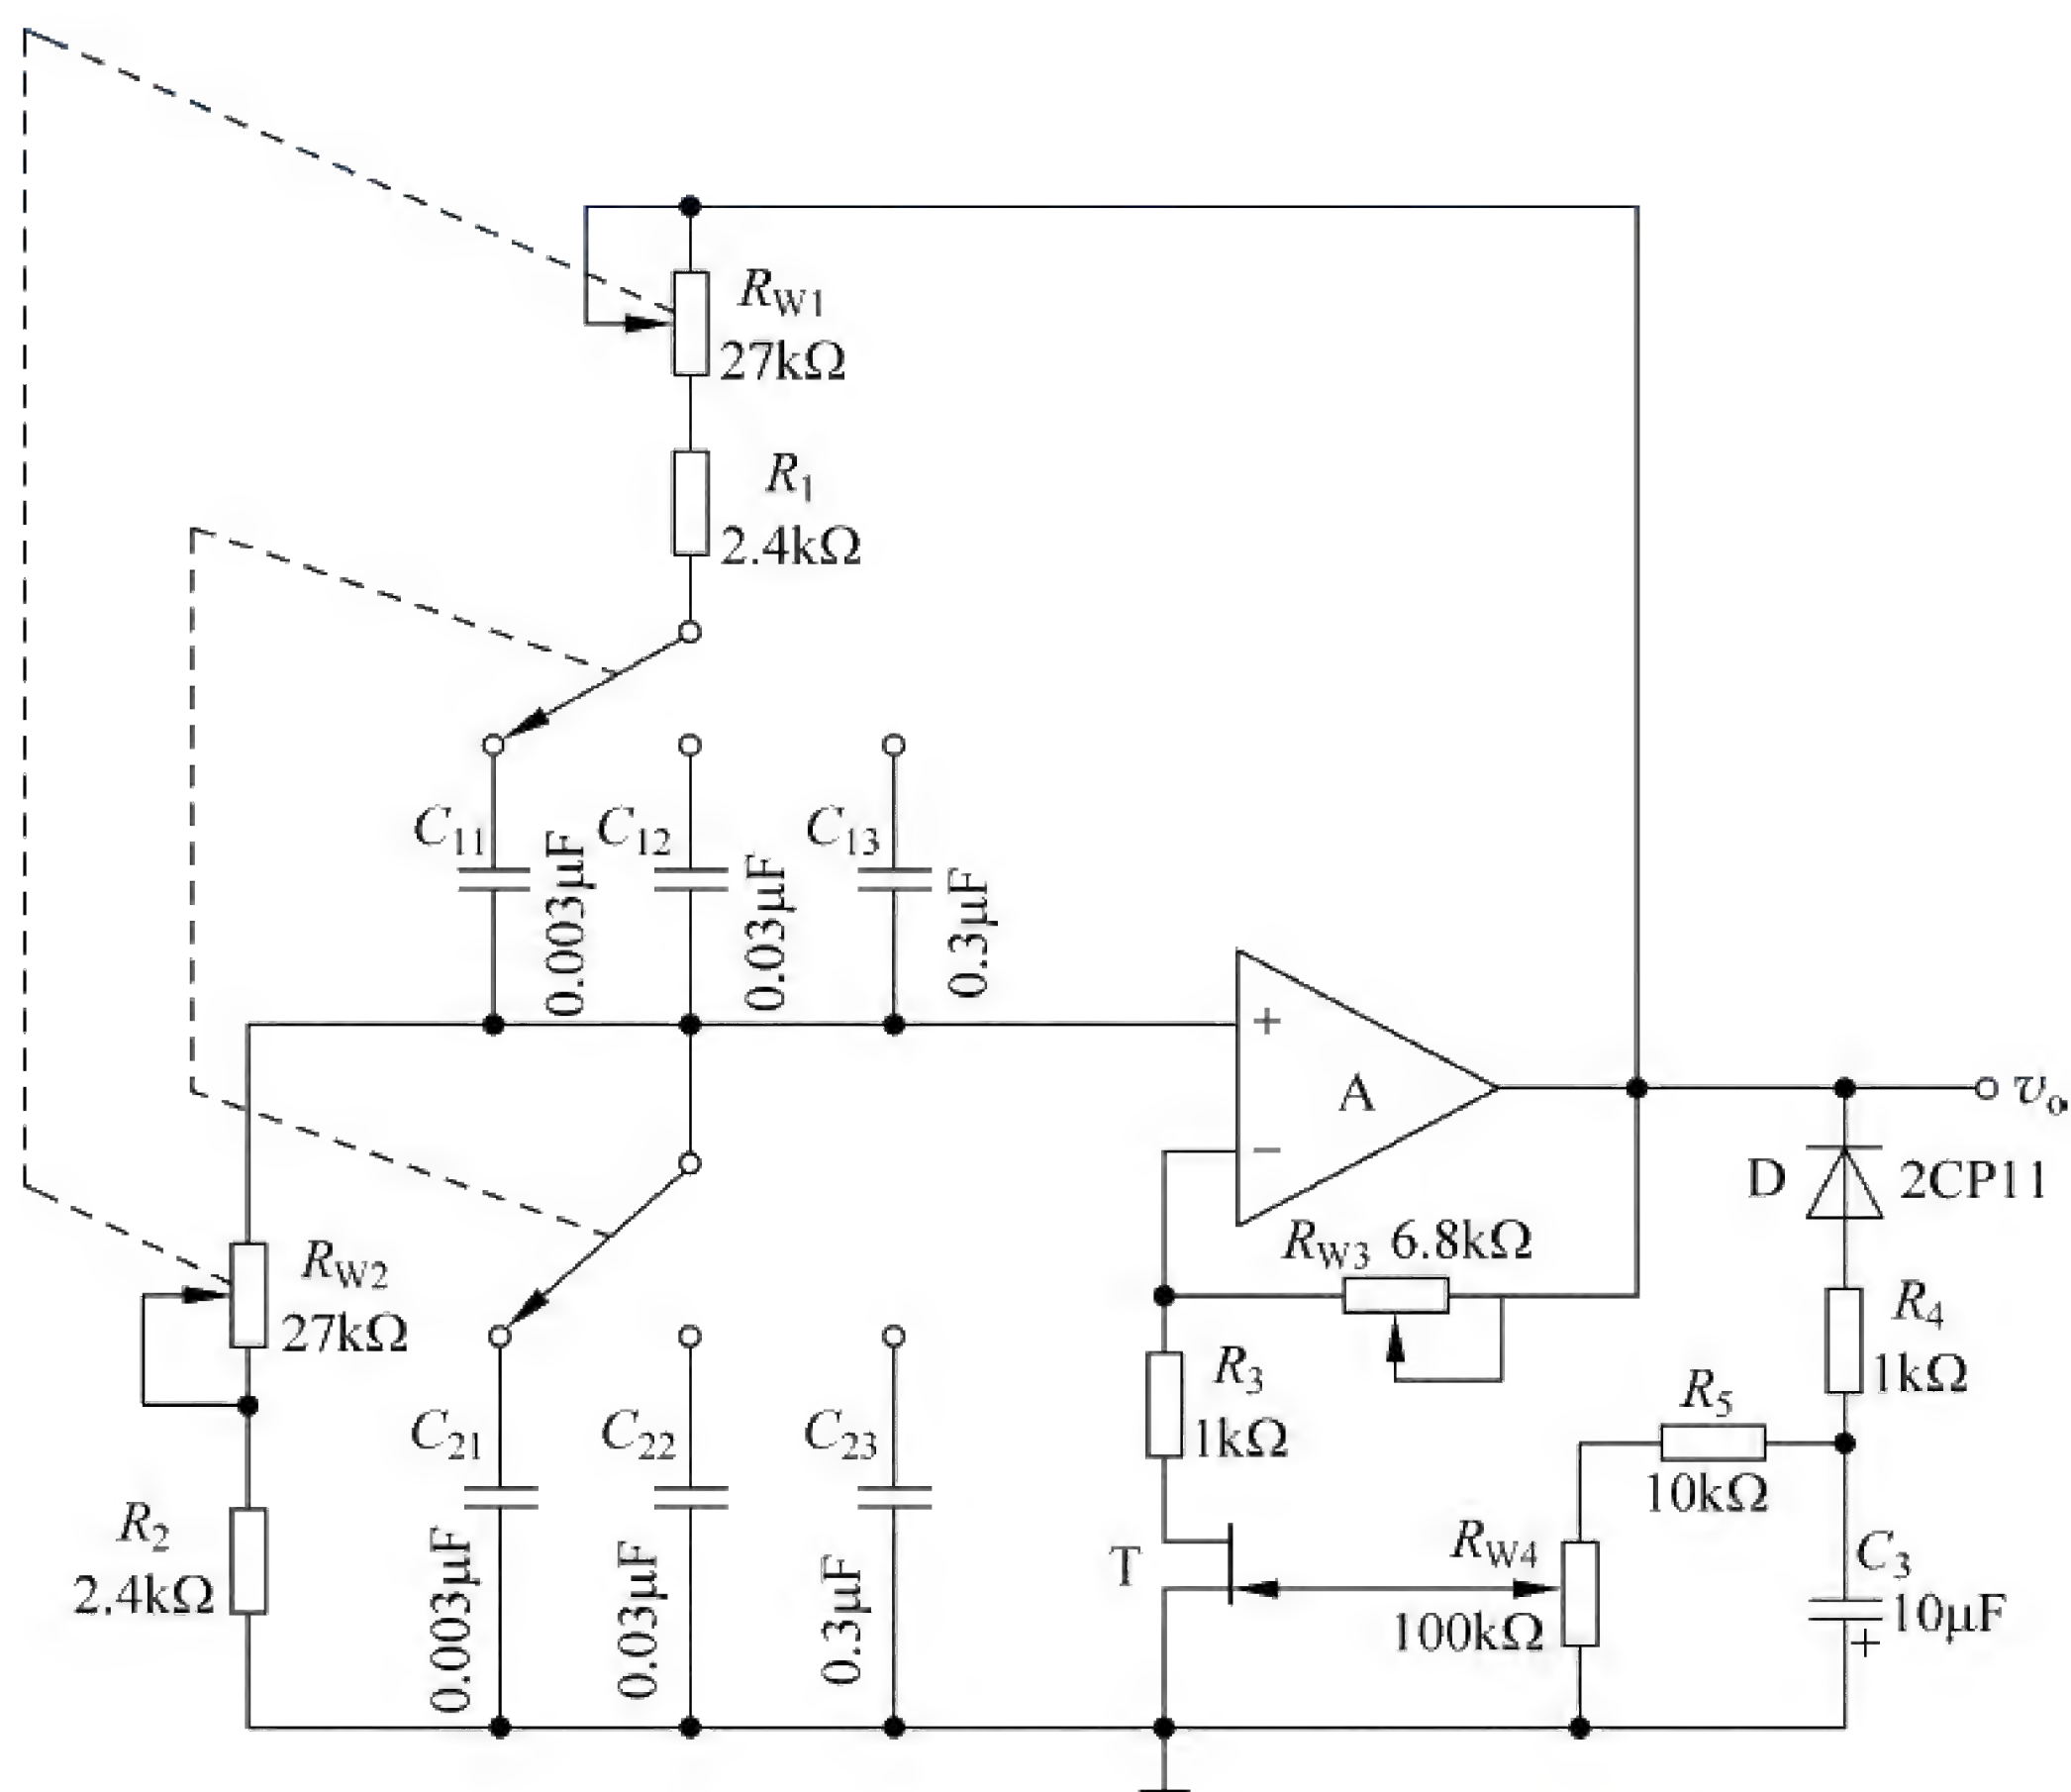 R_W1
27kΩ
R_1
2.4kΩ
C_11
0.003μF
C_12
0.03μF
C_13
0.3μF
+
A
−
v_o
D
2CP11
R_W3 6.8kΩ
R_W2
27kΩ
R_4
1kΩ
R_3
1kΩ
R_5
10kΩ
C_21
0.003μF
C_22
0.03μF
C_23
0.3μF
R_2
2.4kΩ
T
R_W4
100kΩ
C_3
10μF
+